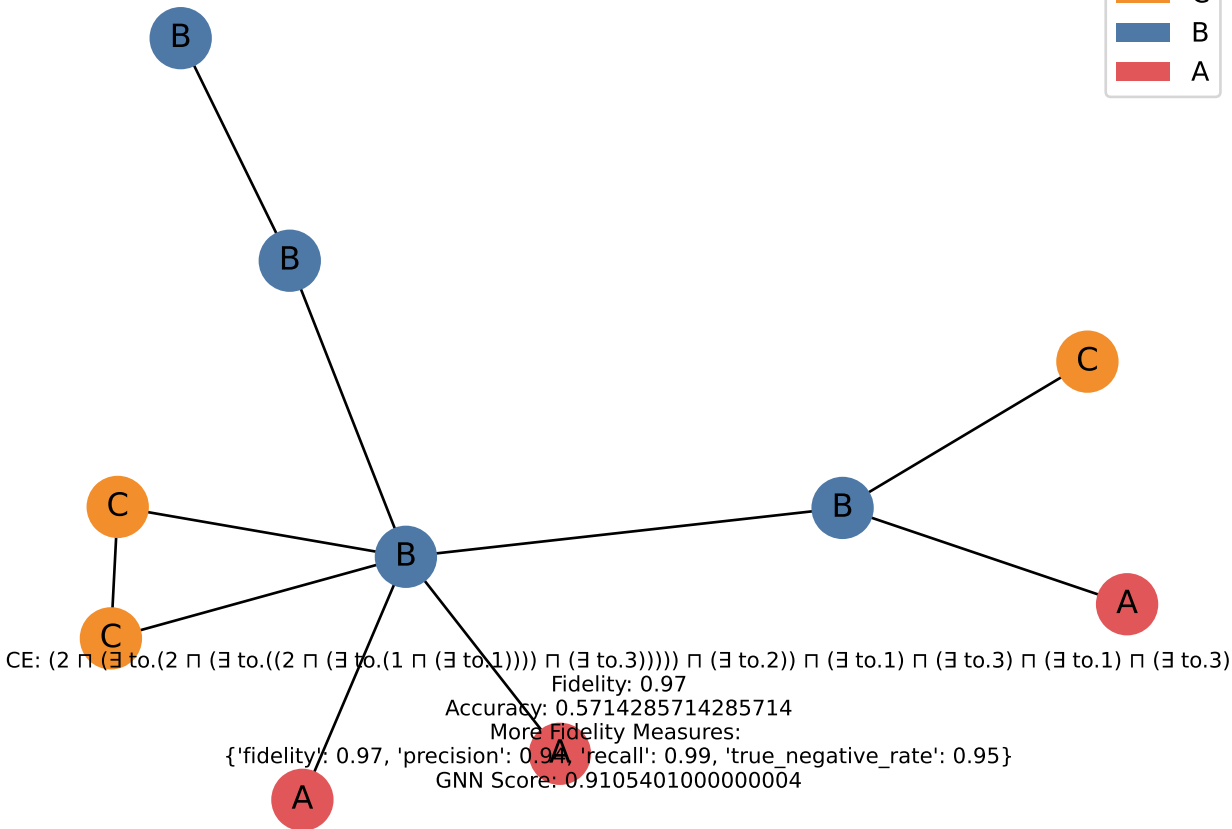 C
B
A
B
B
C
C
B
B
C
A
CE: (2 ⊓ (∃ to.(2 ⊓ (∃ to.((2 ⊓ (∃ to.(1 ⊓ (∃ to.1)))) ⊓ (∃ to.3))))) ⊓ (∃ to.2)) ⊓ (∃ to.1) ⊓ (∃ to.3) ⊓ (∃ to.1) ⊓ (∃ to.3)
Fidelity: 0.97
Accuracy: 0.5714285714285714
More Fidelity Measures:
A
{'fidelity': 0.97, 'precision': 0.94, 'recall': 0.99, 'true_negative_rate': 0.95}
GNN Score: 0.9105401000000004
A